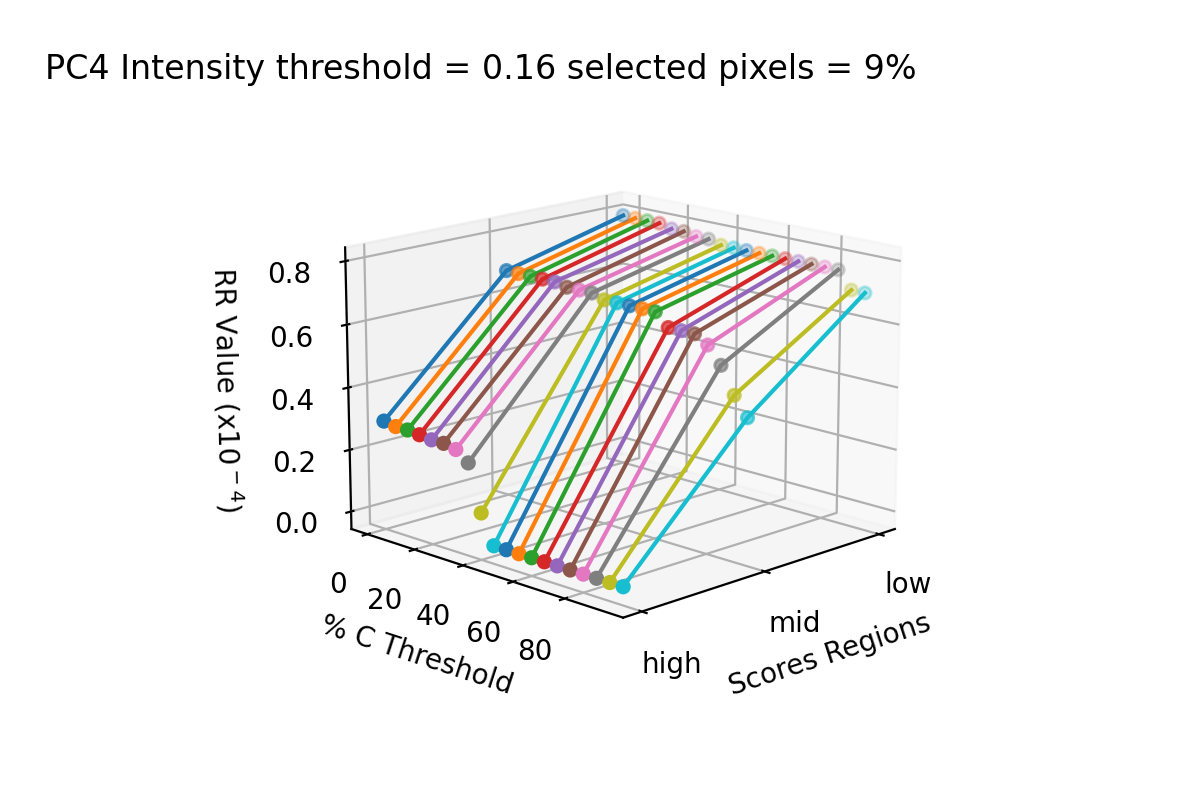 PC4 Intensity threshold = 0.16 selected pixels = 9%
RR Value (x10⁻⁴)
0.8
0.6
0.4
0.2
0.0
0
20
40
60
80
% C Threshold
high
mid
low
Scores Regions